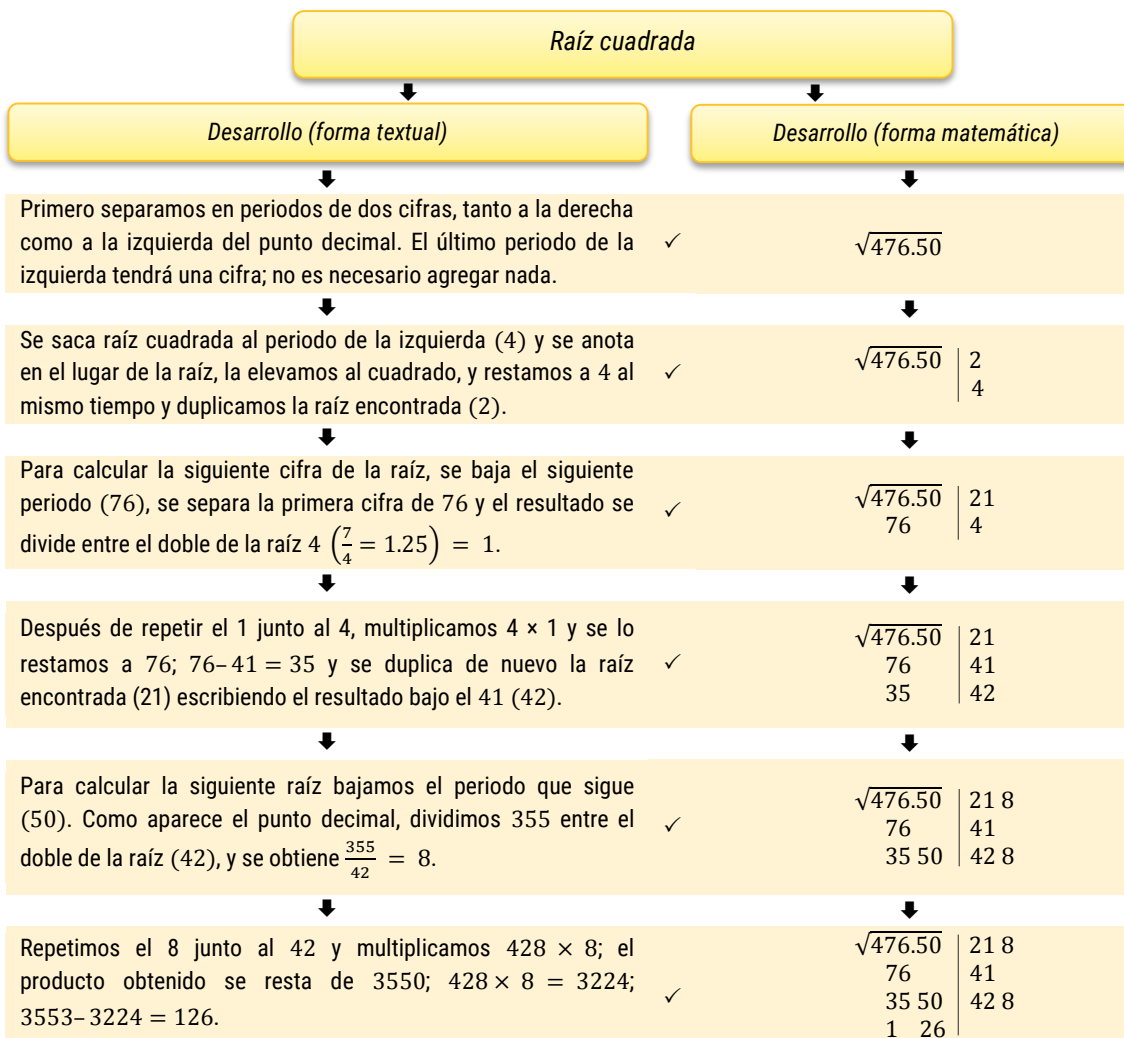 Raíz cuadrada
Desarrollo (forma textual)
Desarrollo (forma matemática)
Primero separamos en periodos de dos cifras, tanto a la derecha
como a la izquierda del punto decimal. El último periodo de la
izquierda tendrá una cifra; no es necesario agregar nada.
✓
√476.50
Se saca raíz cuadrada al periodo de la izquierda (4) y se anota
en el lugar de la raíz, la elevamos al cuadrado, y restamos a 4 al
mismo tiempo y duplicamos la raíz encontrada (2).
✓
√476.50 | 2
| 4
Para calcular la siguiente cifra de la raíz, se baja el siguiente
periodo (76), se separa la primera cifra de 76 y el resultado se
divide entre el doble de la raíz 4 (7/4 = 1.25) = 1.
✓
√476.50 | 21
76 | 4
Después de repetir el 1 junto al 4, multiplicamos 4 × 1 y se lo
restamos a 76; 76–41 = 35 y se duplica de nuevo la raíz
encontrada (21) escribiendo el resultado bajo el 41 (42).
✓
√476.50 | 21
76 | 41
35 | 42
Para calcular la siguiente raíz bajamos el periodo que sigue
(50). Como aparece el punto decimal, dividimos 355 entre el
doble de la raíz (42), y se obtiene 355/42 = 8.
✓
√476.50 | 21 8
76 | 41
35 50 | 42 8
Repetimos el 8 junto al 42 y multiplicamos 428 × 8; el
producto obtenido se resta de 3550; 428 × 8 = 3224;
3553–3224 = 126.
✓
√476.50 | 21 8
76 | 41
35 50 | 42 8
1 26 |